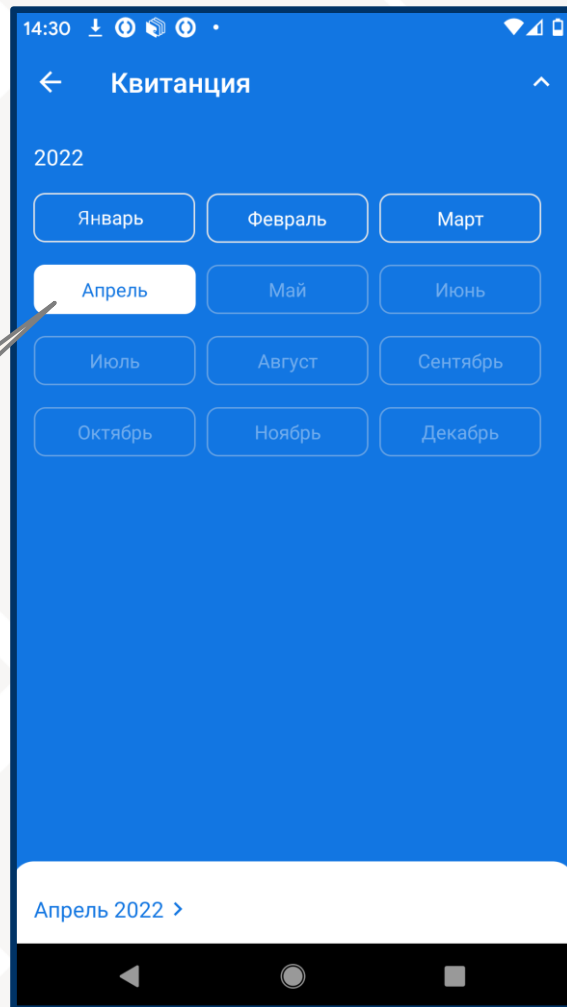 14:30
Квитанция
2022
Январь Февраль Март
Апрель Май Июнь
Июль Август Сентябрь
Октябрь Ноябрь Декабрь
Апрель 2022 >